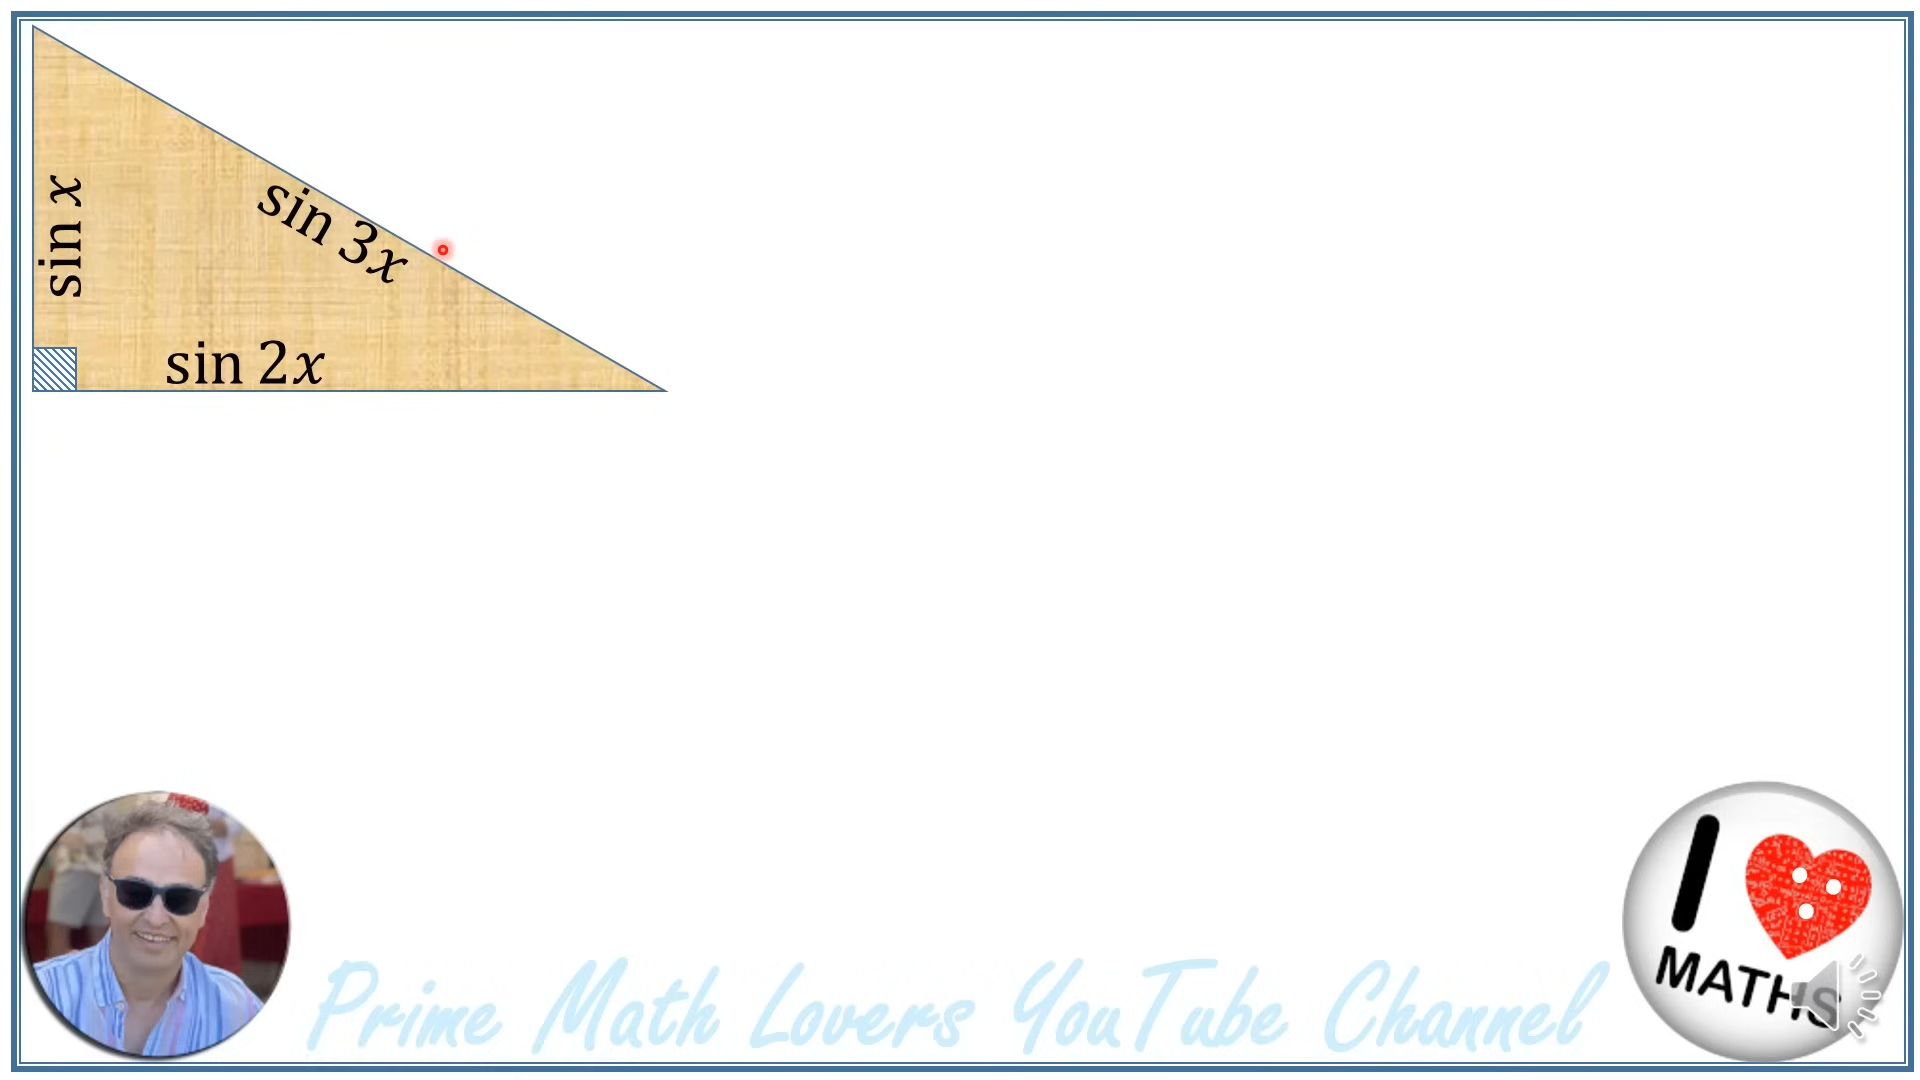 sin x
sin 3x
sin 2x
I
MATHS
Prime Math Lovers YouTube Channel